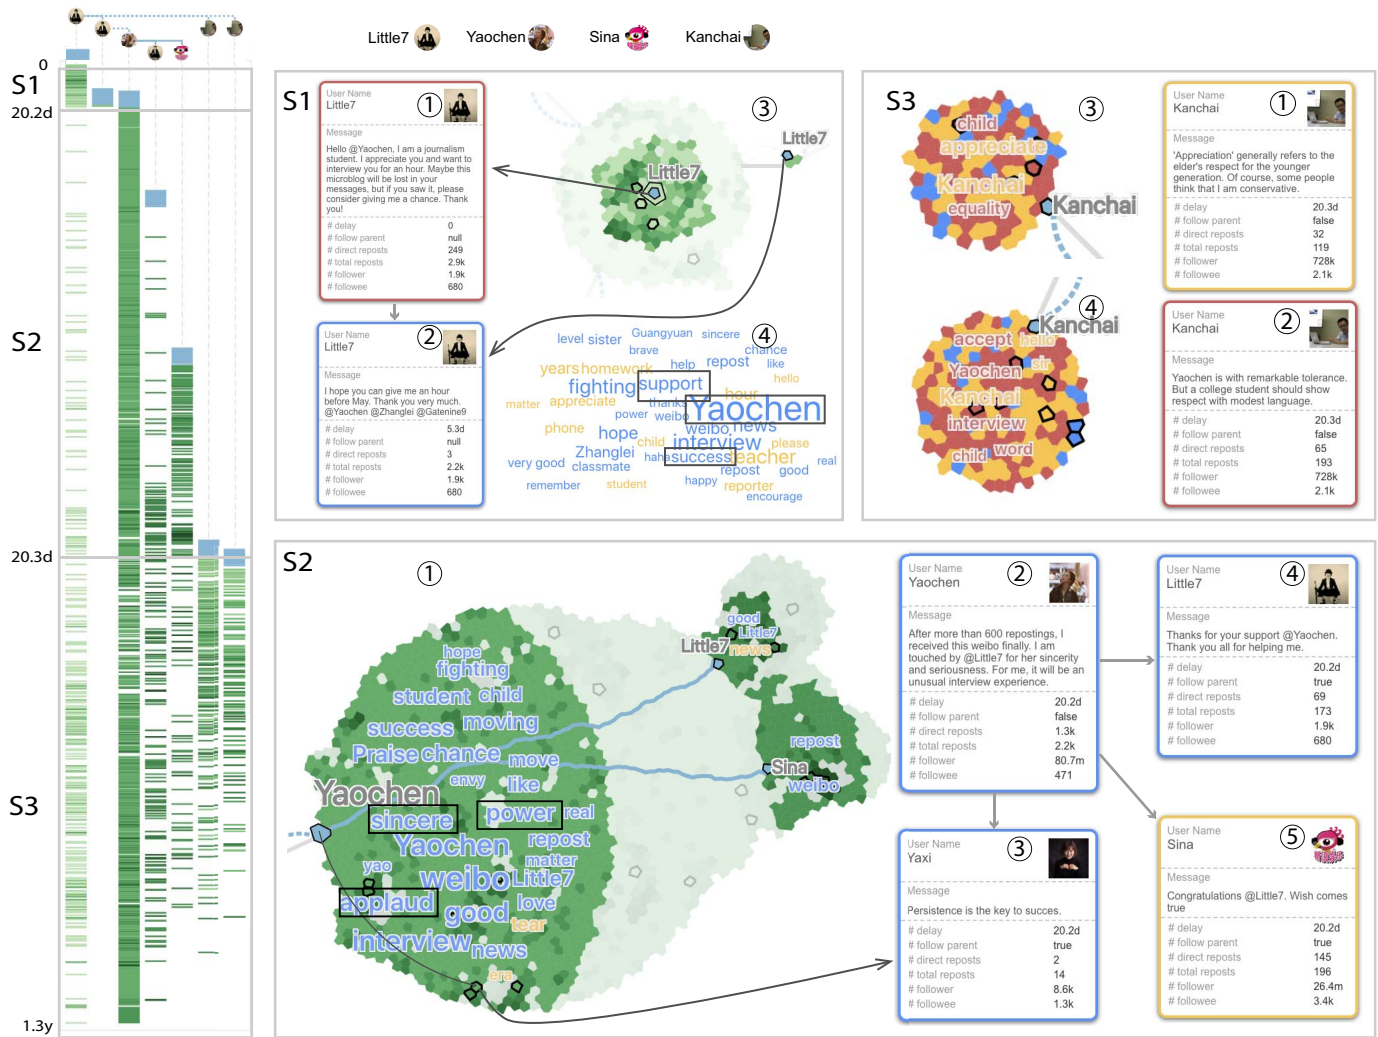 Little7
Yaochen
Sina
Kanchai
0
S1
20.2d
S2
20.3d
S3
1.3y
S1
User Name
Little7
①
Message
Hello @Yaochen, I am a journalism
student. I appreciate you and want to
interview you for an hour. Maybe this
microblog will be lost in your
messages, but if you saw it, please
consider giving me a chance. Thank
you!
# delay 0
# follow parent null
# direct reposts 249
# total reposts 2.9k
# follower 1.9k
# followee 680
User Name
Little7
②
Message
I hope you can give me an hour
before May. Thank you very much.
@Yaochen @Zhanglei @Gatenine9
# delay 5.3d
# follow parent null
# direct reposts 3
# total reposts 2.2k
# follower 1.9k
# followee 680
③
Little7
Little7
④
level sister Guangyuan sincere
brave chance
help repost like
years homework hello
fighting support hour
matter appreciate thanks Yaochen
power weibo
phone hope weibo news
child interview please
Zhanglei haha success teacher
very good classmate repost good real
remember student happy reporter
encourage
S3
③
child
appreciate
Kanchai
equality
Kanchai
④
Kanchai
accept hello
sir
Yaochen
Kanchai
interview
word
child
User Name
Kanchai
①
Message
'Appreciation' generally refers to the
elder's respect for the younger
generation. Of course, some people
think that I am conservative.
# delay 20.3d
# follow parent false
# direct reposts 32
# total reposts 119
# follower 728k
# followee 2.1k
User Name
Kanchai
②
Message
Yaochen is with remarkable tolerance.
But a college student should show
respect with modest language.
# delay 20.3d
# follow parent false
# direct reposts 65
# total reposts 193
# follower 728k
# followee 2.1k
S2
①
hope
fighting
student child
success moving
Praise chance move
envy like
Yaochen
sincere power real
Yaochen repost
matter
yao weibo Little7
applaud good love
tear
interview news
era
good
Little7
Little7 news
repost
Sina
weibo
User Name
Yaochen
②
Message
After more than 600 repostings, I
received this weibo finally. I am
touched by @Little7 for her sincerity
and seriousness. For me, it will be an
unusual interview experience.
# delay 20.2d
# follow parent false
# direct reposts 1.3k
# total reposts 2.2k
# follower 80.7m
# followee 471
User Name
Yaxi
③
Message
Persistence is the key to succes.
# delay 20.2d
# follow parent true
# direct reposts 2
# total reposts 14
# follower 8.6k
# followee 1.3k
User Name
Little7
④
Message
Thanks for your support @Yaochen.
Thank you all for helping me.
# delay 20.2d
# follow parent true
# direct reposts 69
# total reposts 173
# follower 1.9k
# followee 680
User Name
Sina
⑤
Message
Congratulations @Little7. Wish comes
true
# delay 20.2d
# follow parent true
# direct reposts 145
# total reposts 196
# follower 26.4m
# followee 3.4k